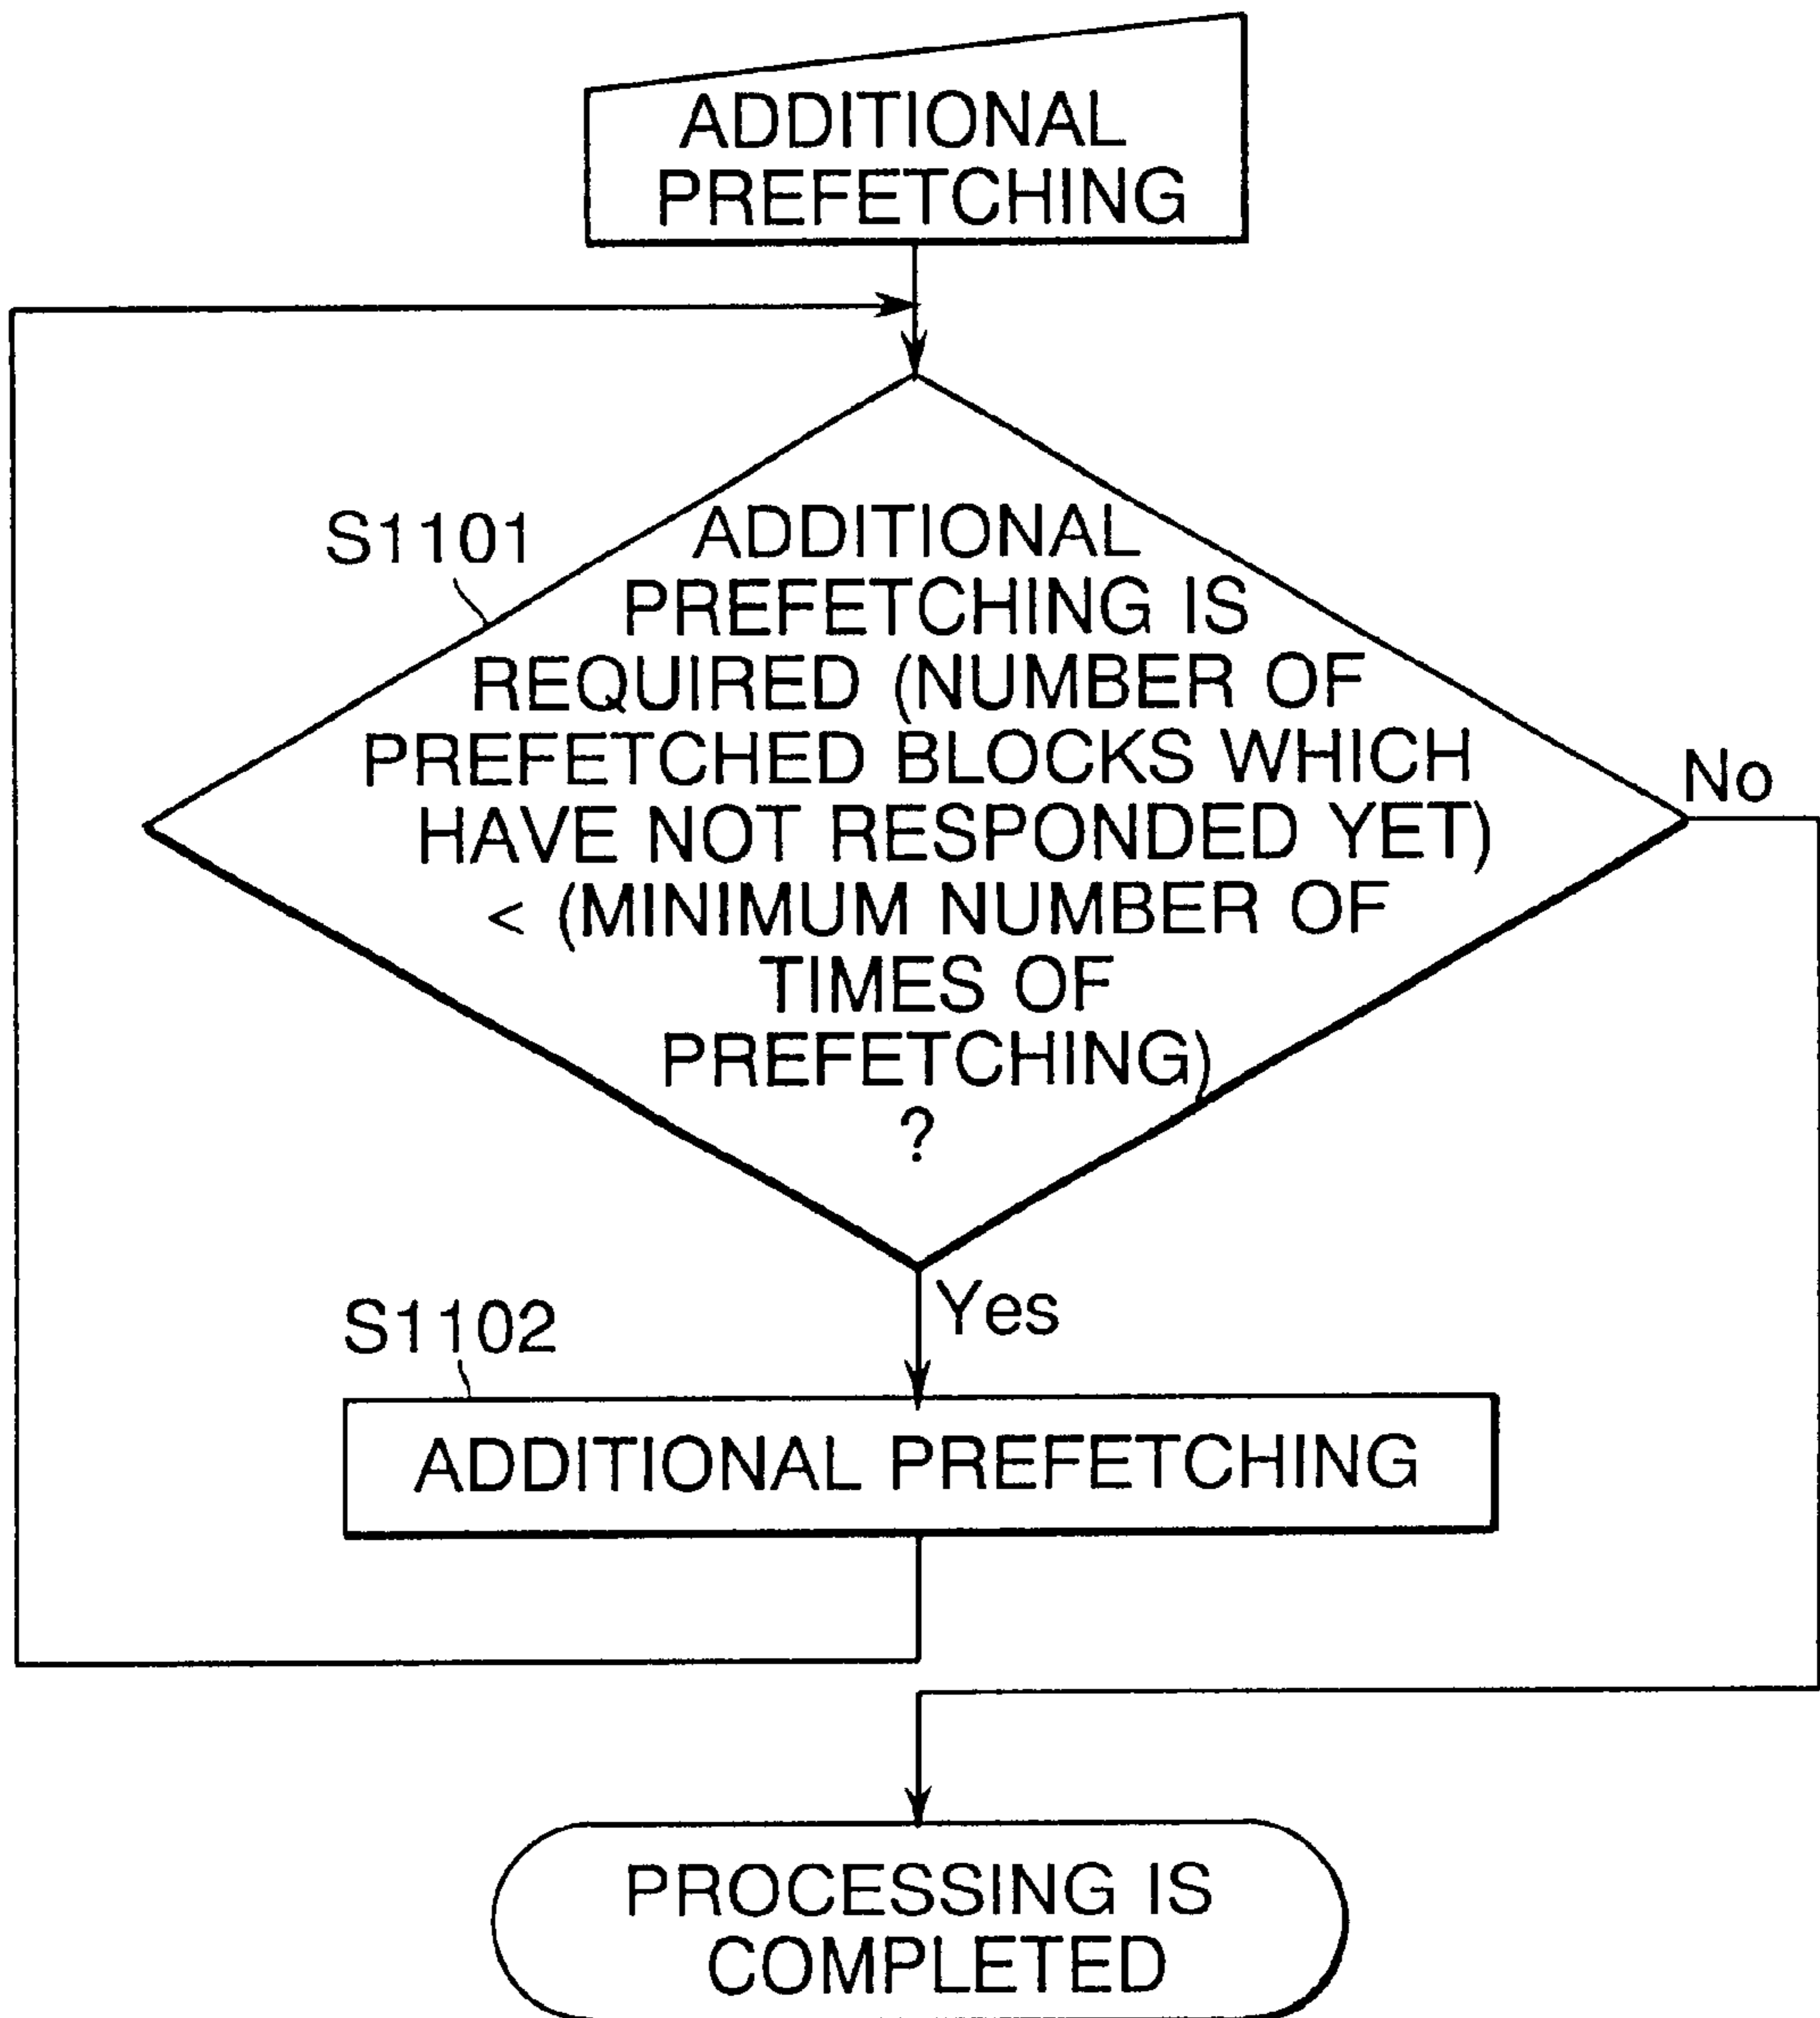 ADDITIONAL
PREFETCHING
S1101
ADDITIONAL
PREFETCHING IS
REQUIRED (NUMBER OF
PREFETCHED BLOCKS WHICH
HAVE NOT RESPONDED YET)
< (MINIMUM NUMBER OF
TIMES OF
PREFETCHING)
?
No
Yes
S1102
ADDITIONAL PREFETCHING
PROCESSING IS
COMPLETED